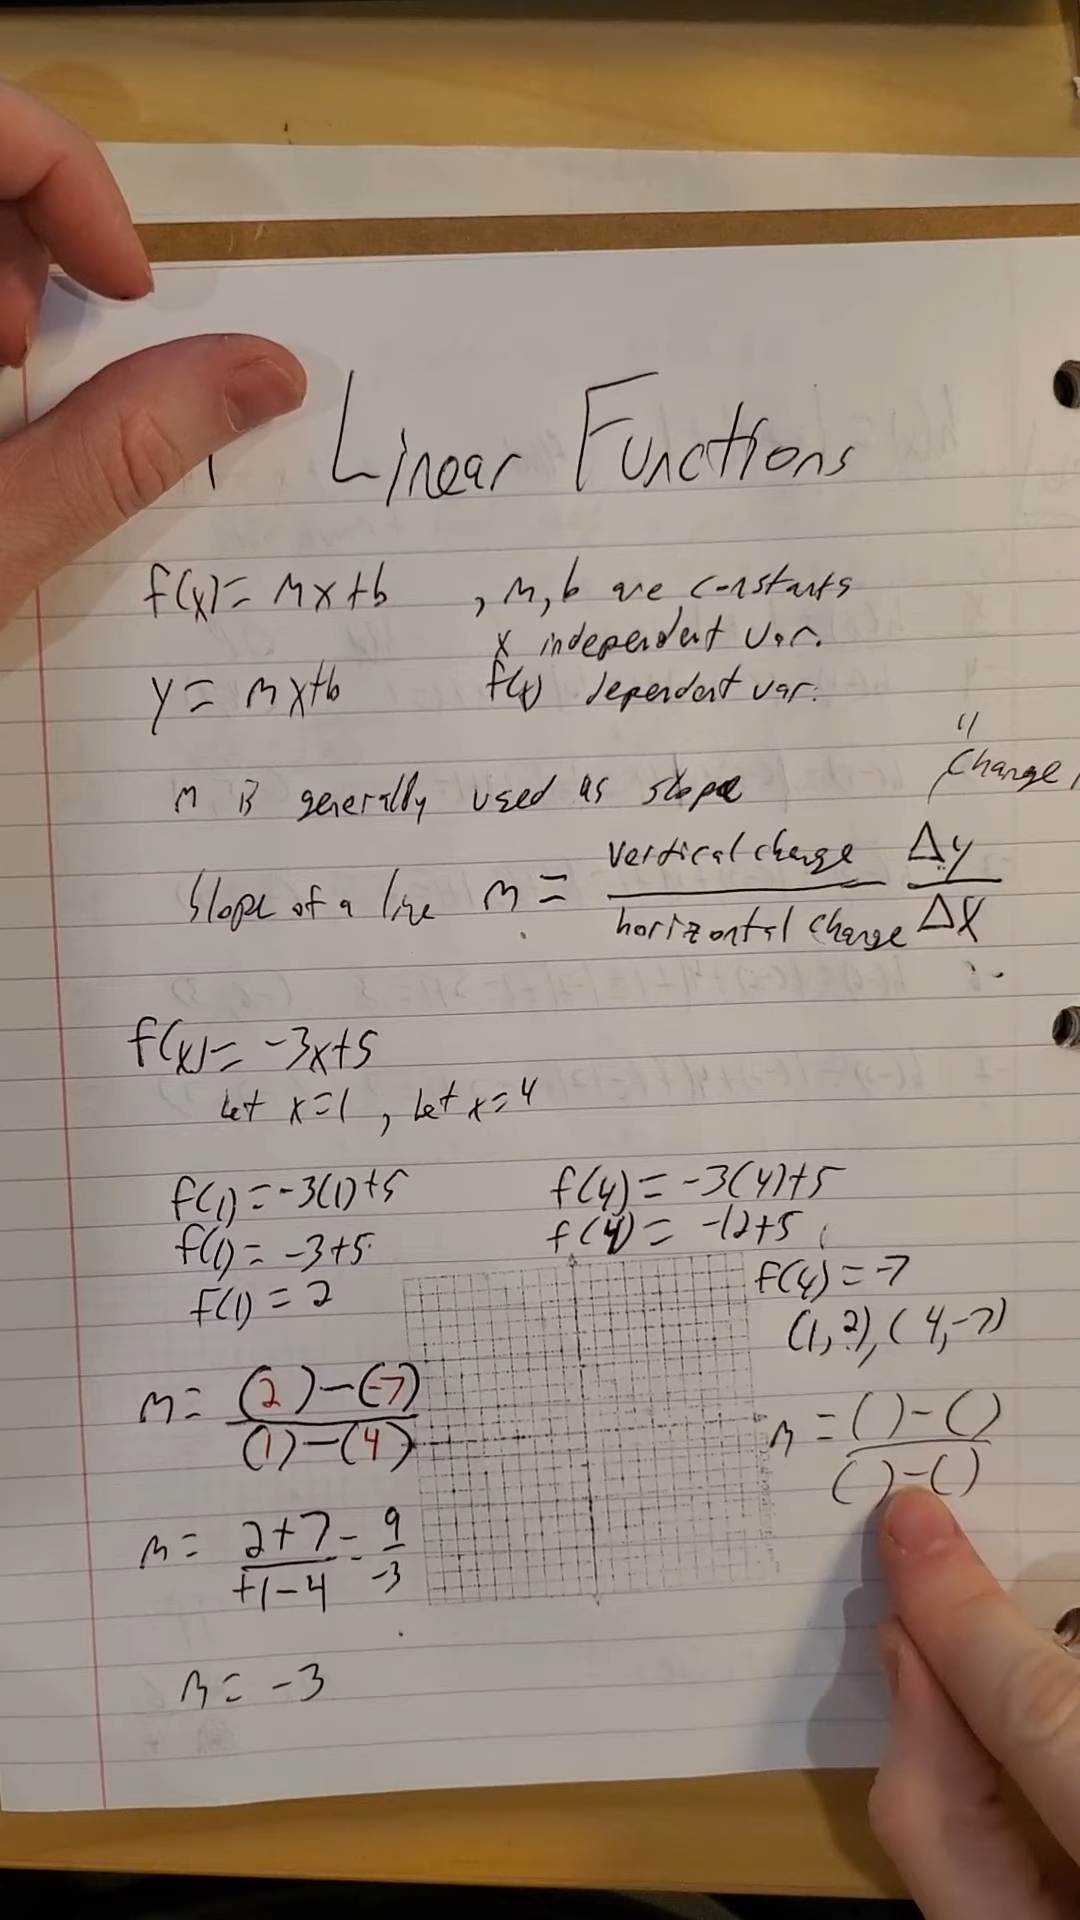 Linear Functions
f(x)= mx+b , m, b are constants
x independent var.
y = mx+b f(x) dependent var.
"
Change,
m is generally used as slope
Slope of a line m = vertical change / horizontal change Δy / ΔX
f(x)= -3x+5
Let x=1, Let x=4
f(1)=-3(1)+5
f(1)= -3+5
f(1)=2
f(4)=-3(4)+5
f(4)= -12+5
f(4)=-7
(1,2),(4,-7)
m= (2)-(-7) / (1)-(4)
m=()-() / ()-()
m= 2+7 / +1-4 = 9 / -3
m= -3